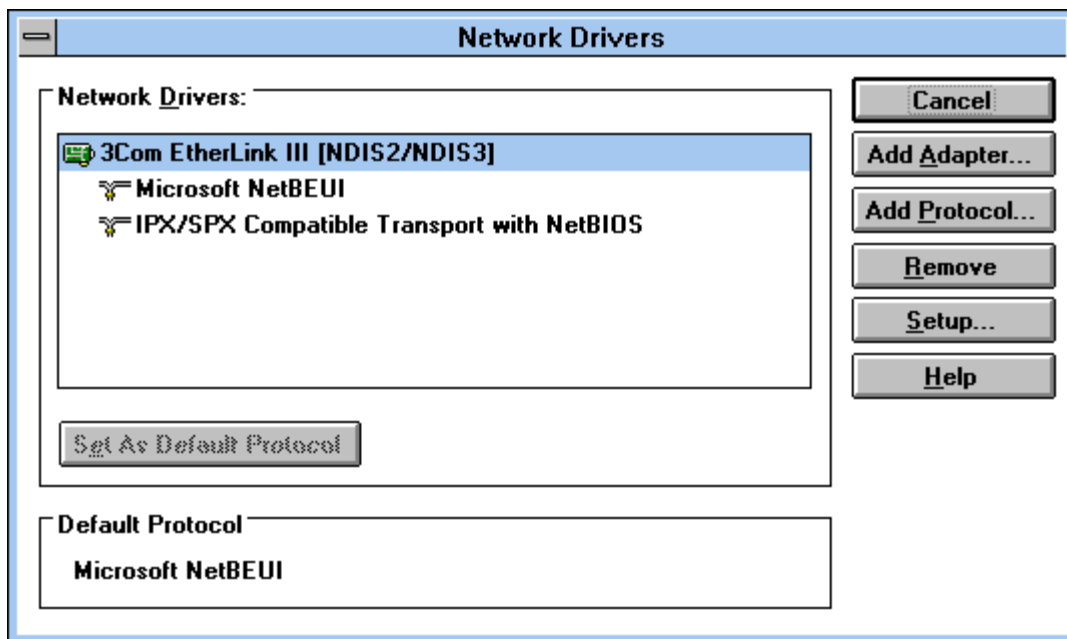 Network Drivers
Network Drivers:
3Com EtherLink III [NDIS2/NDIS3]
Microsoft NetBEUI
IPX/SPX Compatible Transport with NetBIOS
Set As Default Protocol
Default Protocol
Microsoft NetBEUI
Cancel
Add Adapter...
Add Protocol...
Remove
Setup...
Help